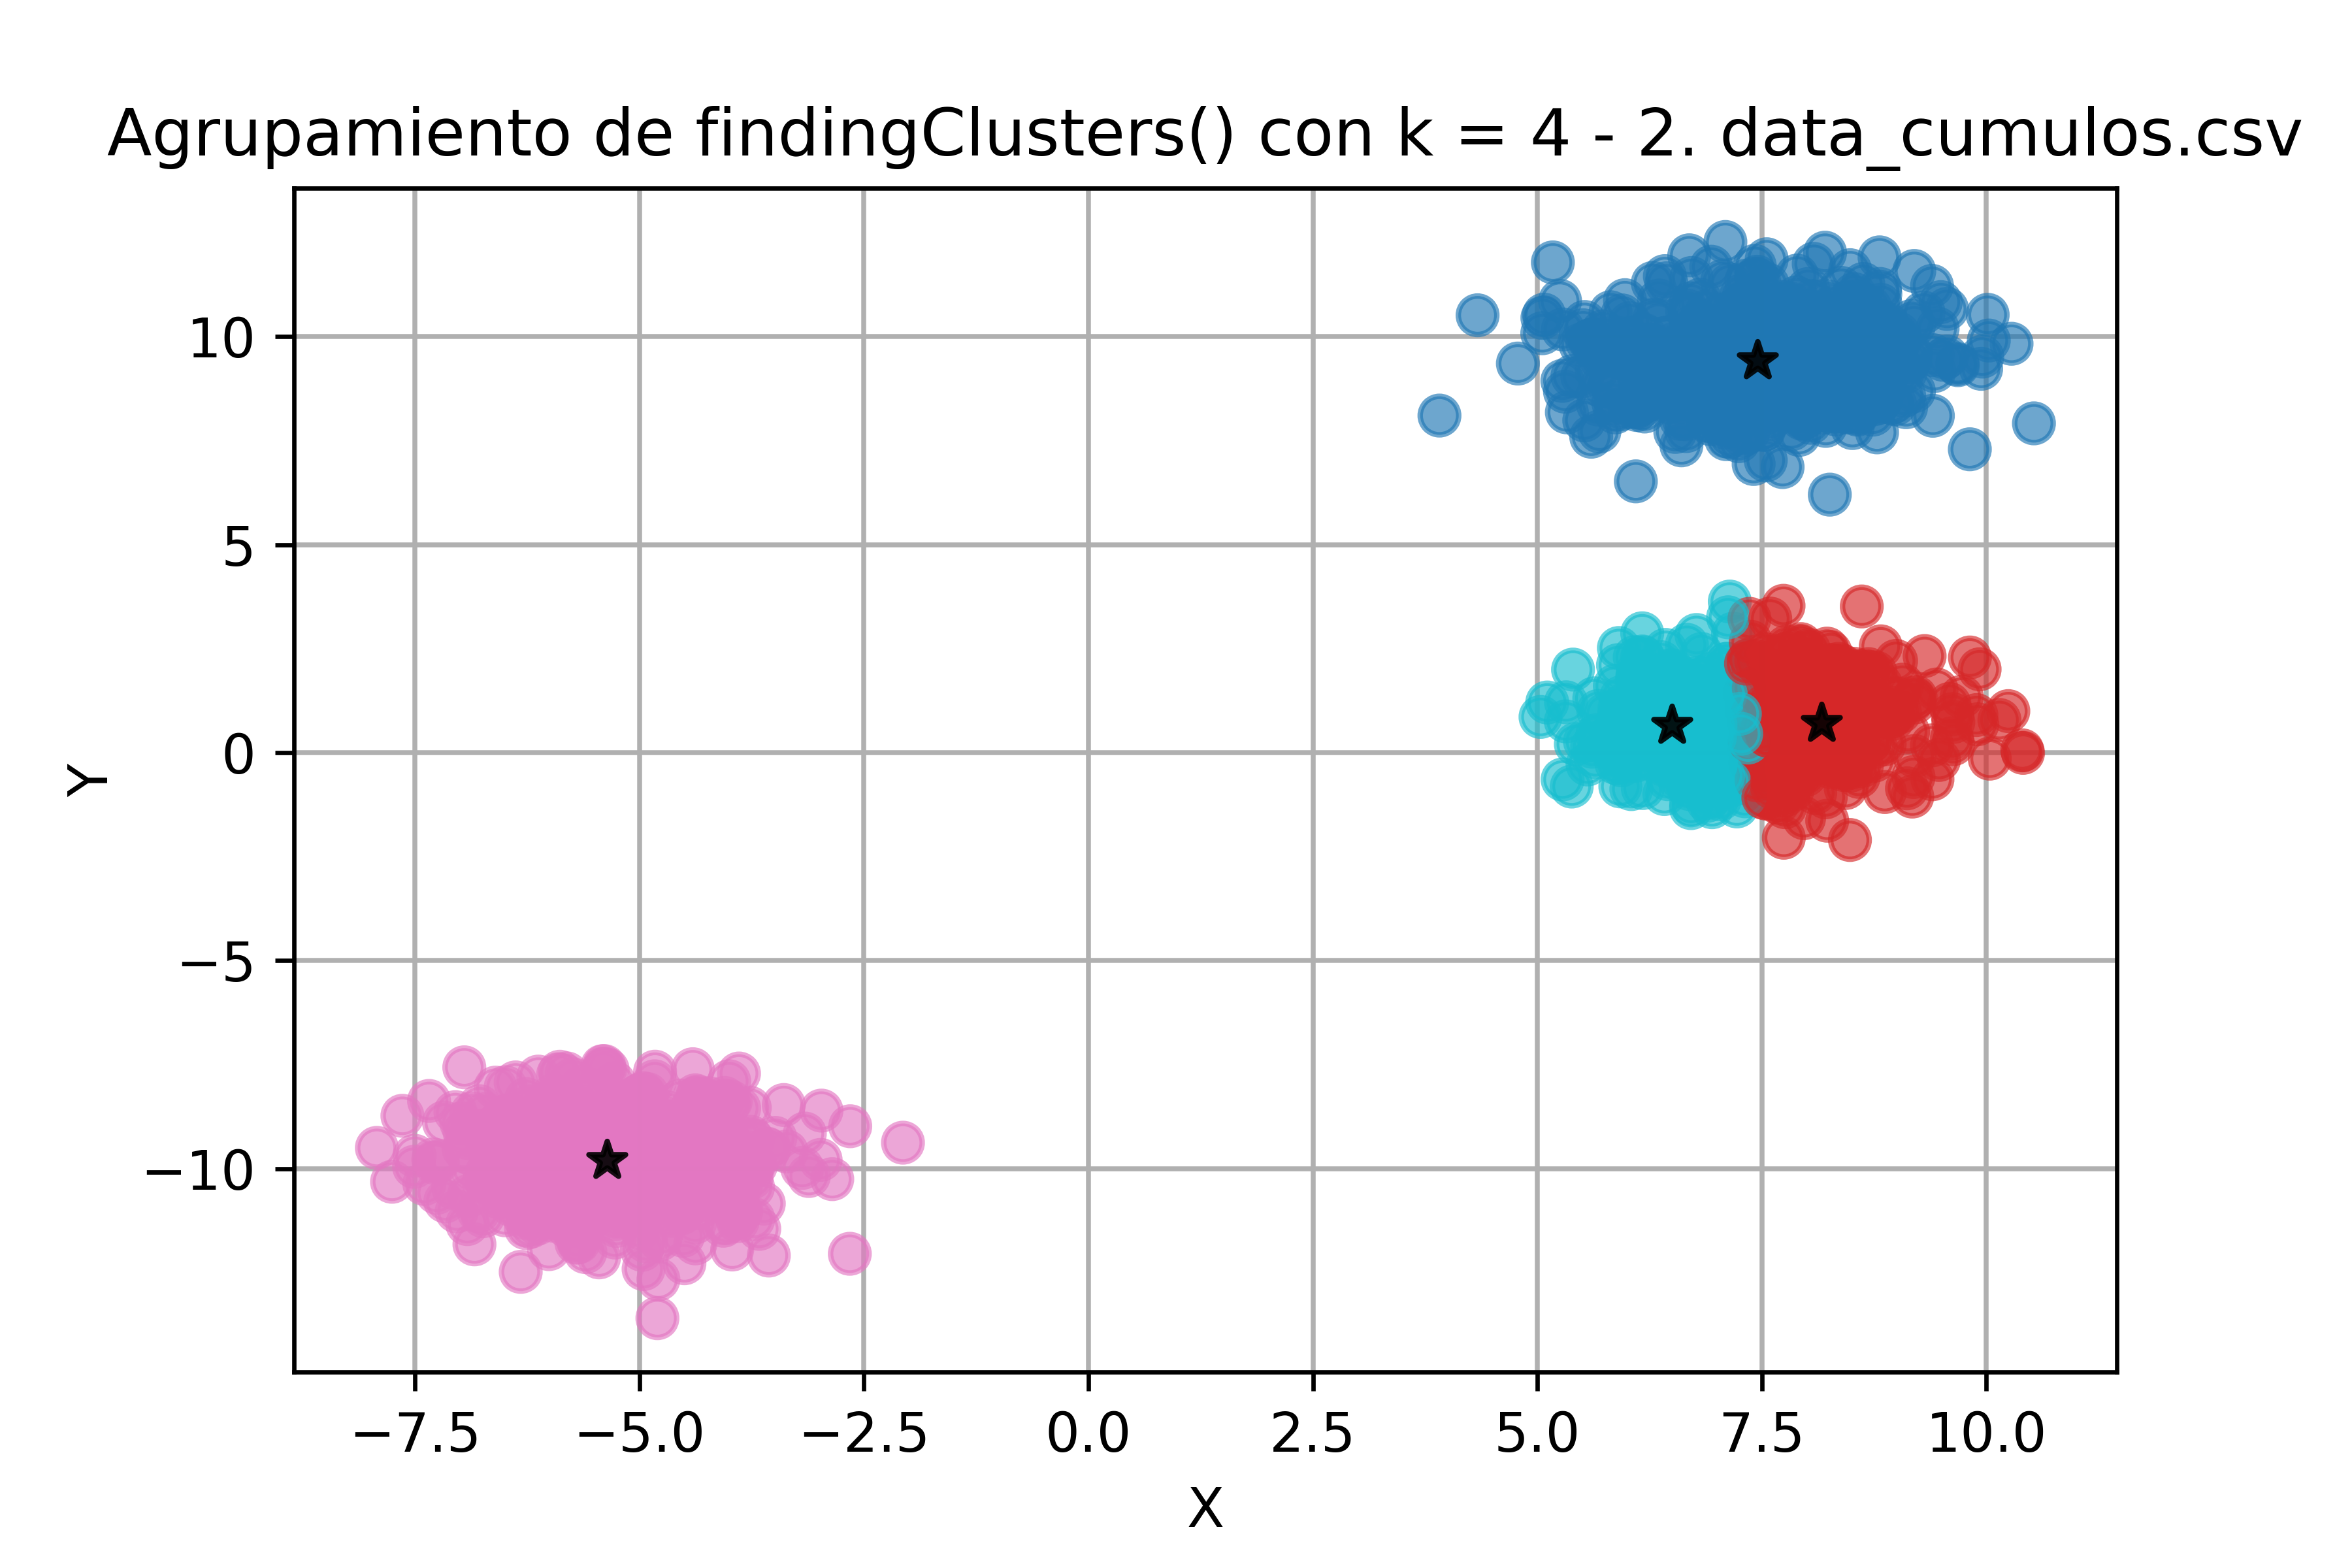 Agrupamiento de findingClusters() con k = 4 - 2. data_cumulos.csv
10
5
0
−5
−10
Y
−7.5 −5.0 −2.5 0.0 2.5 5.0 7.5 10.0
X